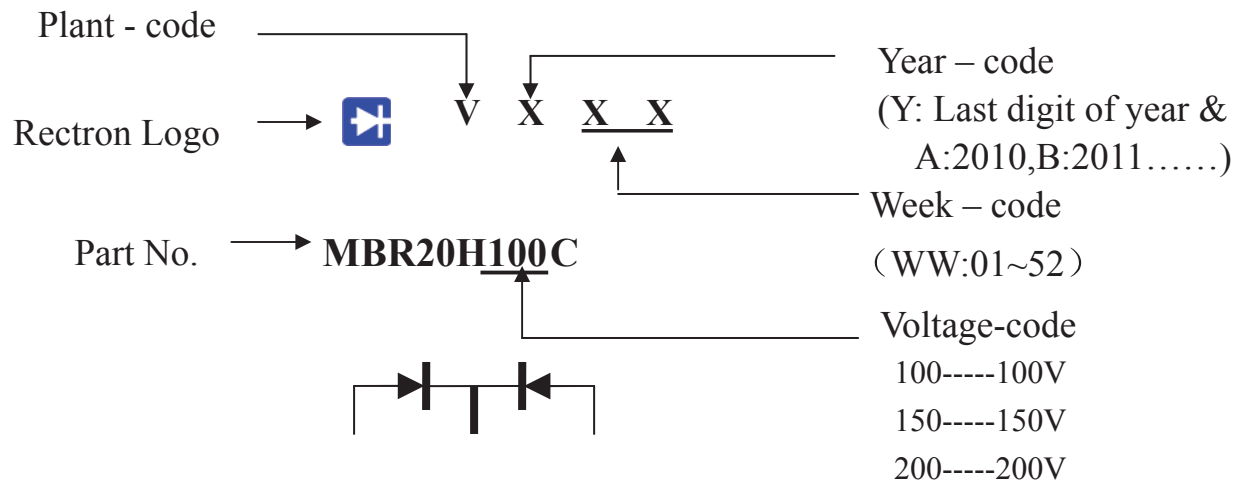 Plant - code
Year – code
V X X X
(Y: Last digit of year &
Rectron Logo
A:2010,B:2011……)
Week – code
Part No.
MBR20H100C
（WW:01~52）
Voltage-code
100-----100V
150-----150V
200-----200V